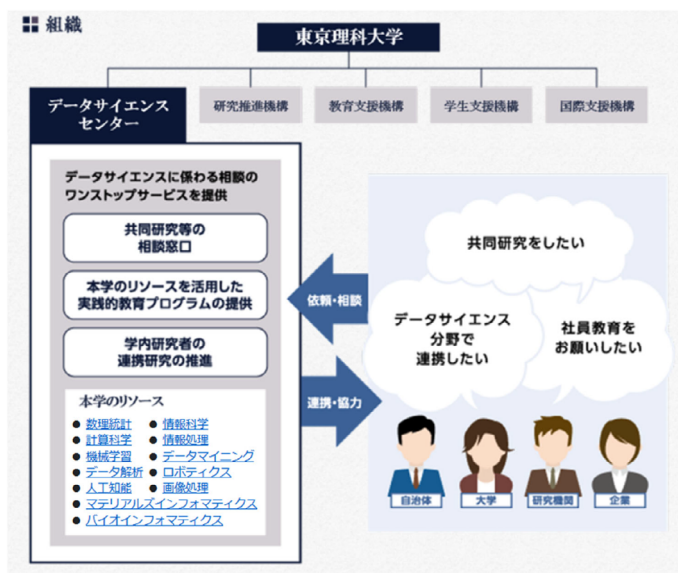 組織
東京理科大学
データサイエンス
センター
研究推進機構
教育支援機構
学生支援機構
国際支援機構
データサイエンスに係わる相談の
ワンストップサービスを提供
共同研究等の
相談窓口
本学のリソースを活用した
実践的教育プログラムの提供
学内研究者の
連携研究の推進
本学のリソース
● 数理統計 ● 情報科学
● 計算科学 ● 情報処理
● 機械学習 ● データマイニング
● データ解析 ● ロボティクス
● 人工知能 ● 画像処理
● マテリアルズインフォマティクス
● バイオインフォマティクス
依頼・相談
連携・協力
共同研究をしたい
データサイエンス
分野で
連携したい
社員教育を
お願いしたい
自治体
大学
研究機関
企業